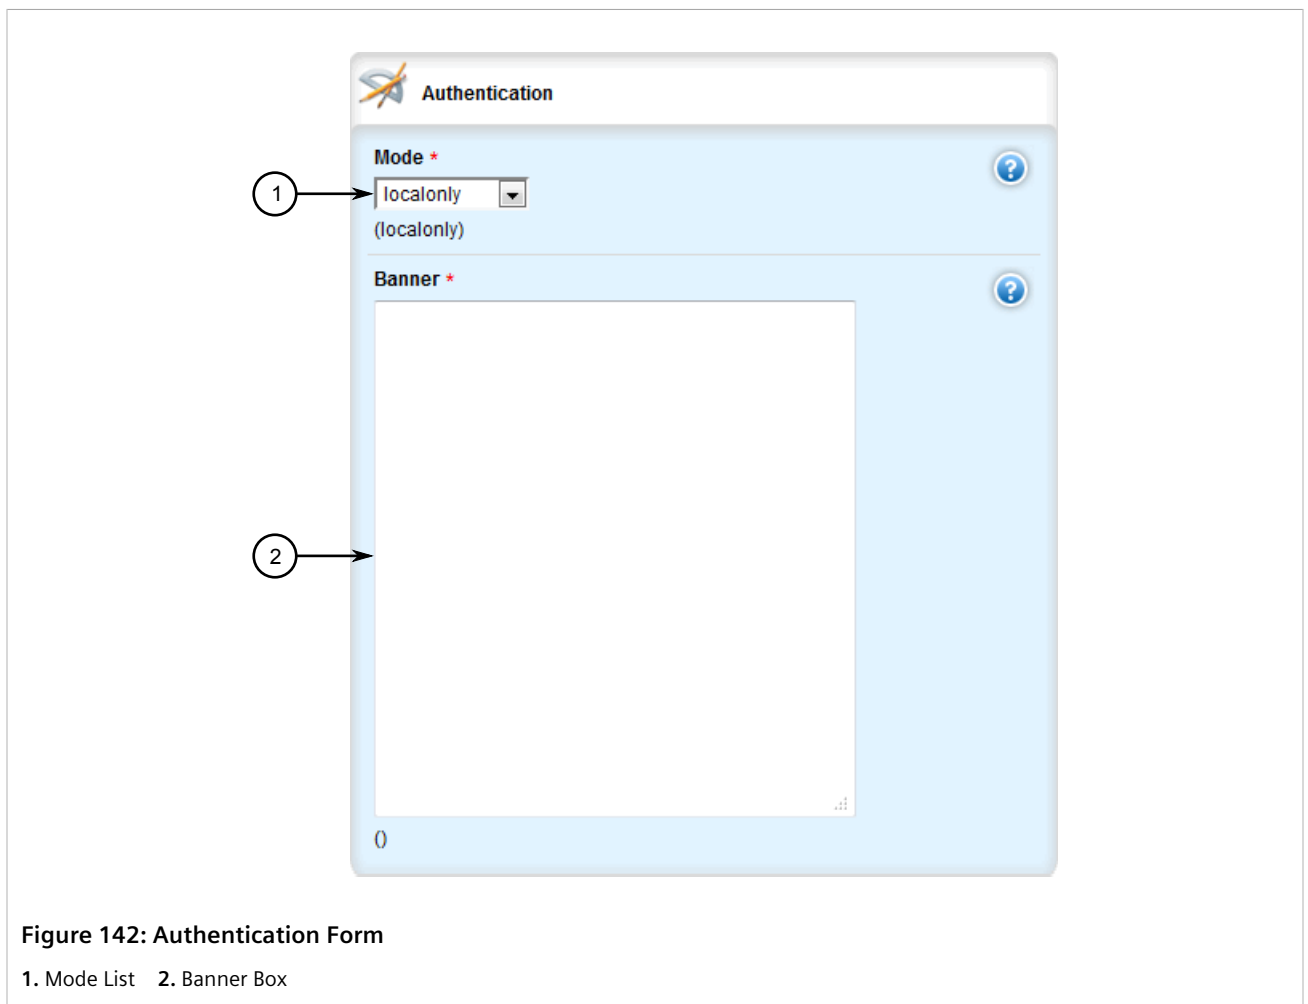 Authentication
Mode *
1
localonly
(localonly)
Banner *
2
()
Figure 142: Authentication Form
1. Mode List 2. Banner Box